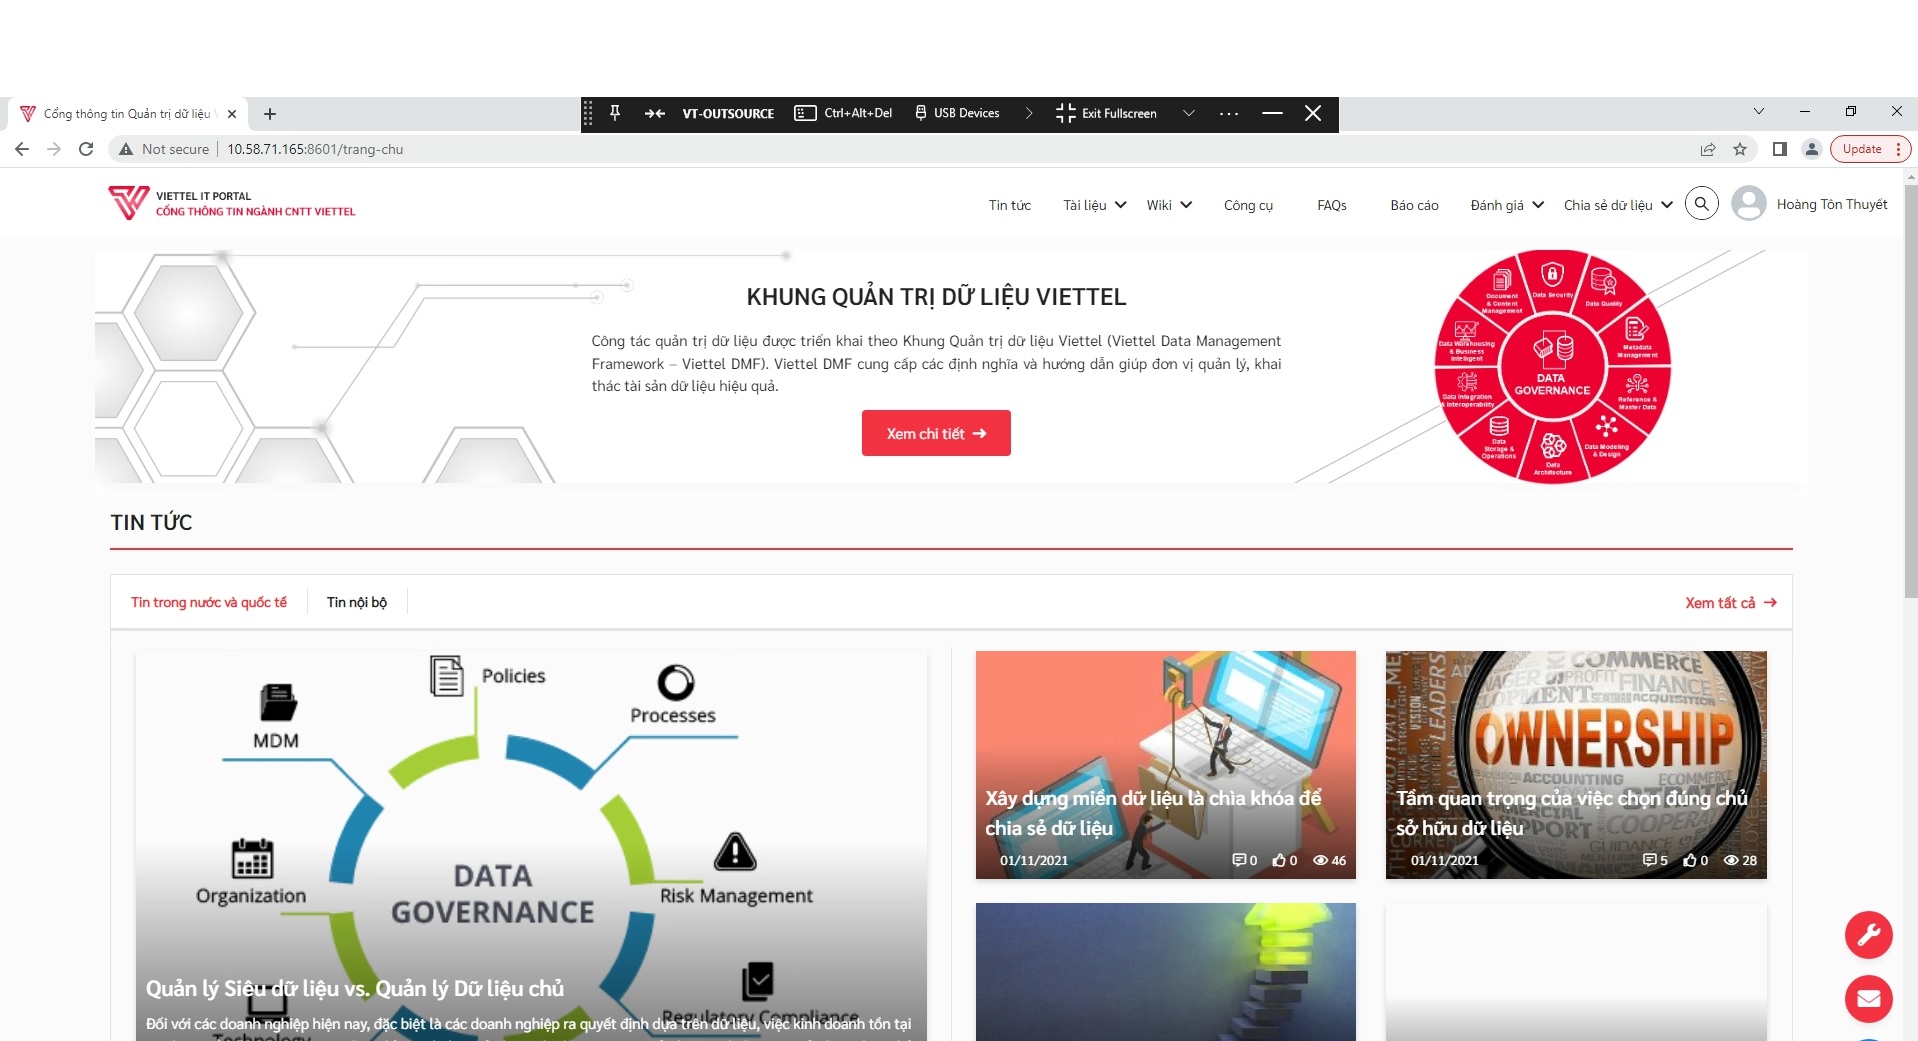 Cổng thông tin Quản trị dữ liệu
VT-OUTSOURCE
Ctrl+Alt+Del
USB Devices
Exit Fullscreen
Not secure
10.58.71.165:8601/trang-chu
Update
VIETTEL IT PORTAL
CỔNG THÔNG TIN NGÀNH CNTT VIETTEL
Tin tức
Tài liệu
Wiki
Công cụ
FAQs
Báo cáo
Đánh giá
Chia sẻ dữ liệu
Hoàng Tôn Thuyết
KHUNG QUẢN TRỊ DỮ LIỆU VIETTEL
Công tác quản trị dữ liệu được triển khai theo Khung Quản trị dữ liệu Viettel (Viettel Data Management
Framework – Viettel DMF). Viettel DMF cung cấp các định nghĩa và hướng dẫn giúp đơn vị quản lý, khai
thác tài sản dữ liệu hiệu quả.
Xem chi tiết
DATA
GOVERNANCE
Data Security
Data Quality
Metadata
Management
Reference &
Master Data
Data Modeling
& Design
Data
Architecture
Data
Storage &
Operations
Data Integration
& Interoperability
Data Warehousing
& Business
Intelligent
Document
& Content
Management
TIN TỨC
Tin trong nước và quốc tế
Tin nội bộ
Xem tất cả
Policies
Processes
MDM
Organization
DATA
GOVERNANCE
Risk Management
Regulatory Compliance
Technology
Quản lý Siêu dữ liệu vs. Quản lý Dữ liệu chủ
Đối với các doanh nghiệp hiện nay, đặc biệt là các doanh nghiệp ra quyết định dựa trên dữ liệu, việc kinh doanh tồn tại
Xây dựng miền dữ liệu là chìa khóa để
chia sẻ dữ liệu
01/11/2021
0
0
46
COMMERCE
PROFIT FINANCE
ACQUISITION
LEADERS
VISION
OWNERSHIP
ACCOUNTING
ECOMMERCE
Tầm quan trọng của việc chọn đúng chủ
sở hữu dữ liệu
01/11/2021
5
0
28